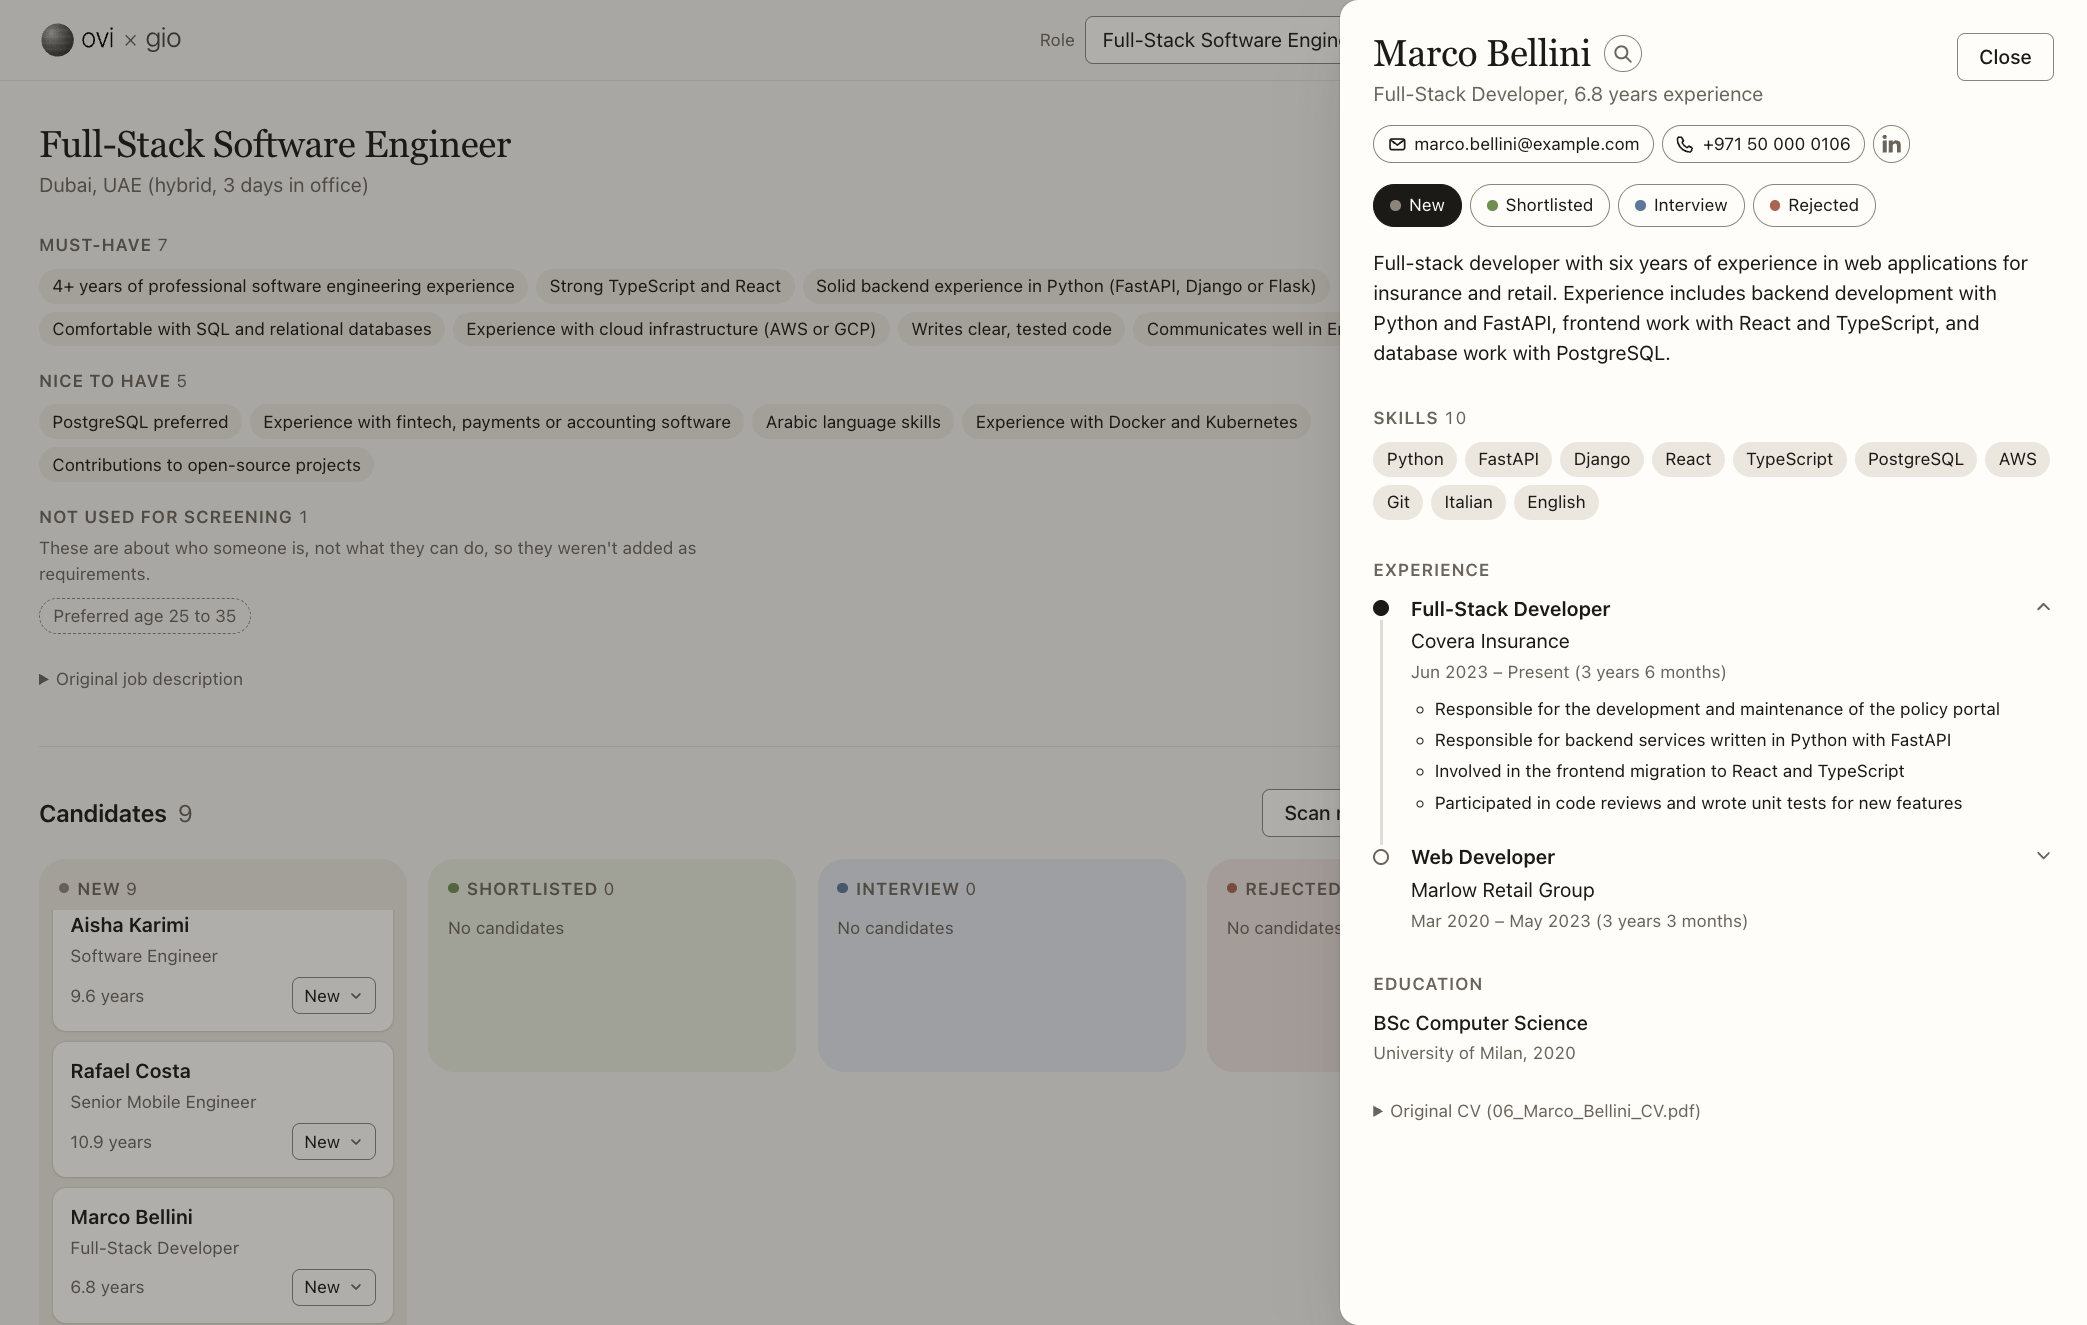 ovi × gio
Role
Full-Stack Software Engin
Full-Stack Software Engineer
Dubai, UAE (hybrid, 3 days in office)
MUST-HAVE 7
4+ years of professional software engineering experience
Strong TypeScript and React
Solid backend experience in Python (FastAPI, Django or Flask)
Comfortable with SQL and relational databases
Experience with cloud infrastructure (AWS or GCP)
Writes clear, tested code
Communicates well in E
NICE TO HAVE 5
PostgreSQL preferred
Experience with fintech, payments or accounting software
Arabic language skills
Experience with Docker and Kubernetes
Contributions to open-source projects
NOT USED FOR SCREENING 1
These are about who someone is, not what they can do, so they weren't added as
requirements.
Preferred age 25 to 35
Original job description
Candidates 9
Scan
NEW 9
Aisha Karimi
Software Engineer
9.6 years
New
Rafael Costa
Senior Mobile Engineer
10.9 years
New
Marco Bellini
Full-Stack Developer
6.8 years
New
SHORTLISTED 0
No candidates
INTERVIEW 0
No candidates
REJECTED
No candidates
Marco Bellini
Close
Full-Stack Developer, 6.8 years experience
marco.bellini@example.com
+971 50 000 0106
in
New
Shortlisted
Interview
Rejected
Full-stack developer with six years of experience in web applications for
insurance and retail. Experience includes backend development with
Python and FastAPI, frontend work with React and TypeScript, and
database work with PostgreSQL.
SKILLS 10
Python
FastAPI
Django
React
TypeScript
PostgreSQL
AWS
Git
Italian
English
EXPERIENCE
Full-Stack Developer
Covera Insurance
Jun 2023 – Present (3 years 6 months)
Responsible for the development and maintenance of the policy portal
Responsible for backend services written in Python with FastAPI
Involved in the frontend migration to React and TypeScript
Participated in code reviews and wrote unit tests for new features
Web Developer
Marlow Retail Group
Mar 2020 – May 2023 (3 years 3 months)
EDUCATION
BSc Computer Science
University of Milan, 2020
Original CV (06_Marco_Bellini_CV.pdf)